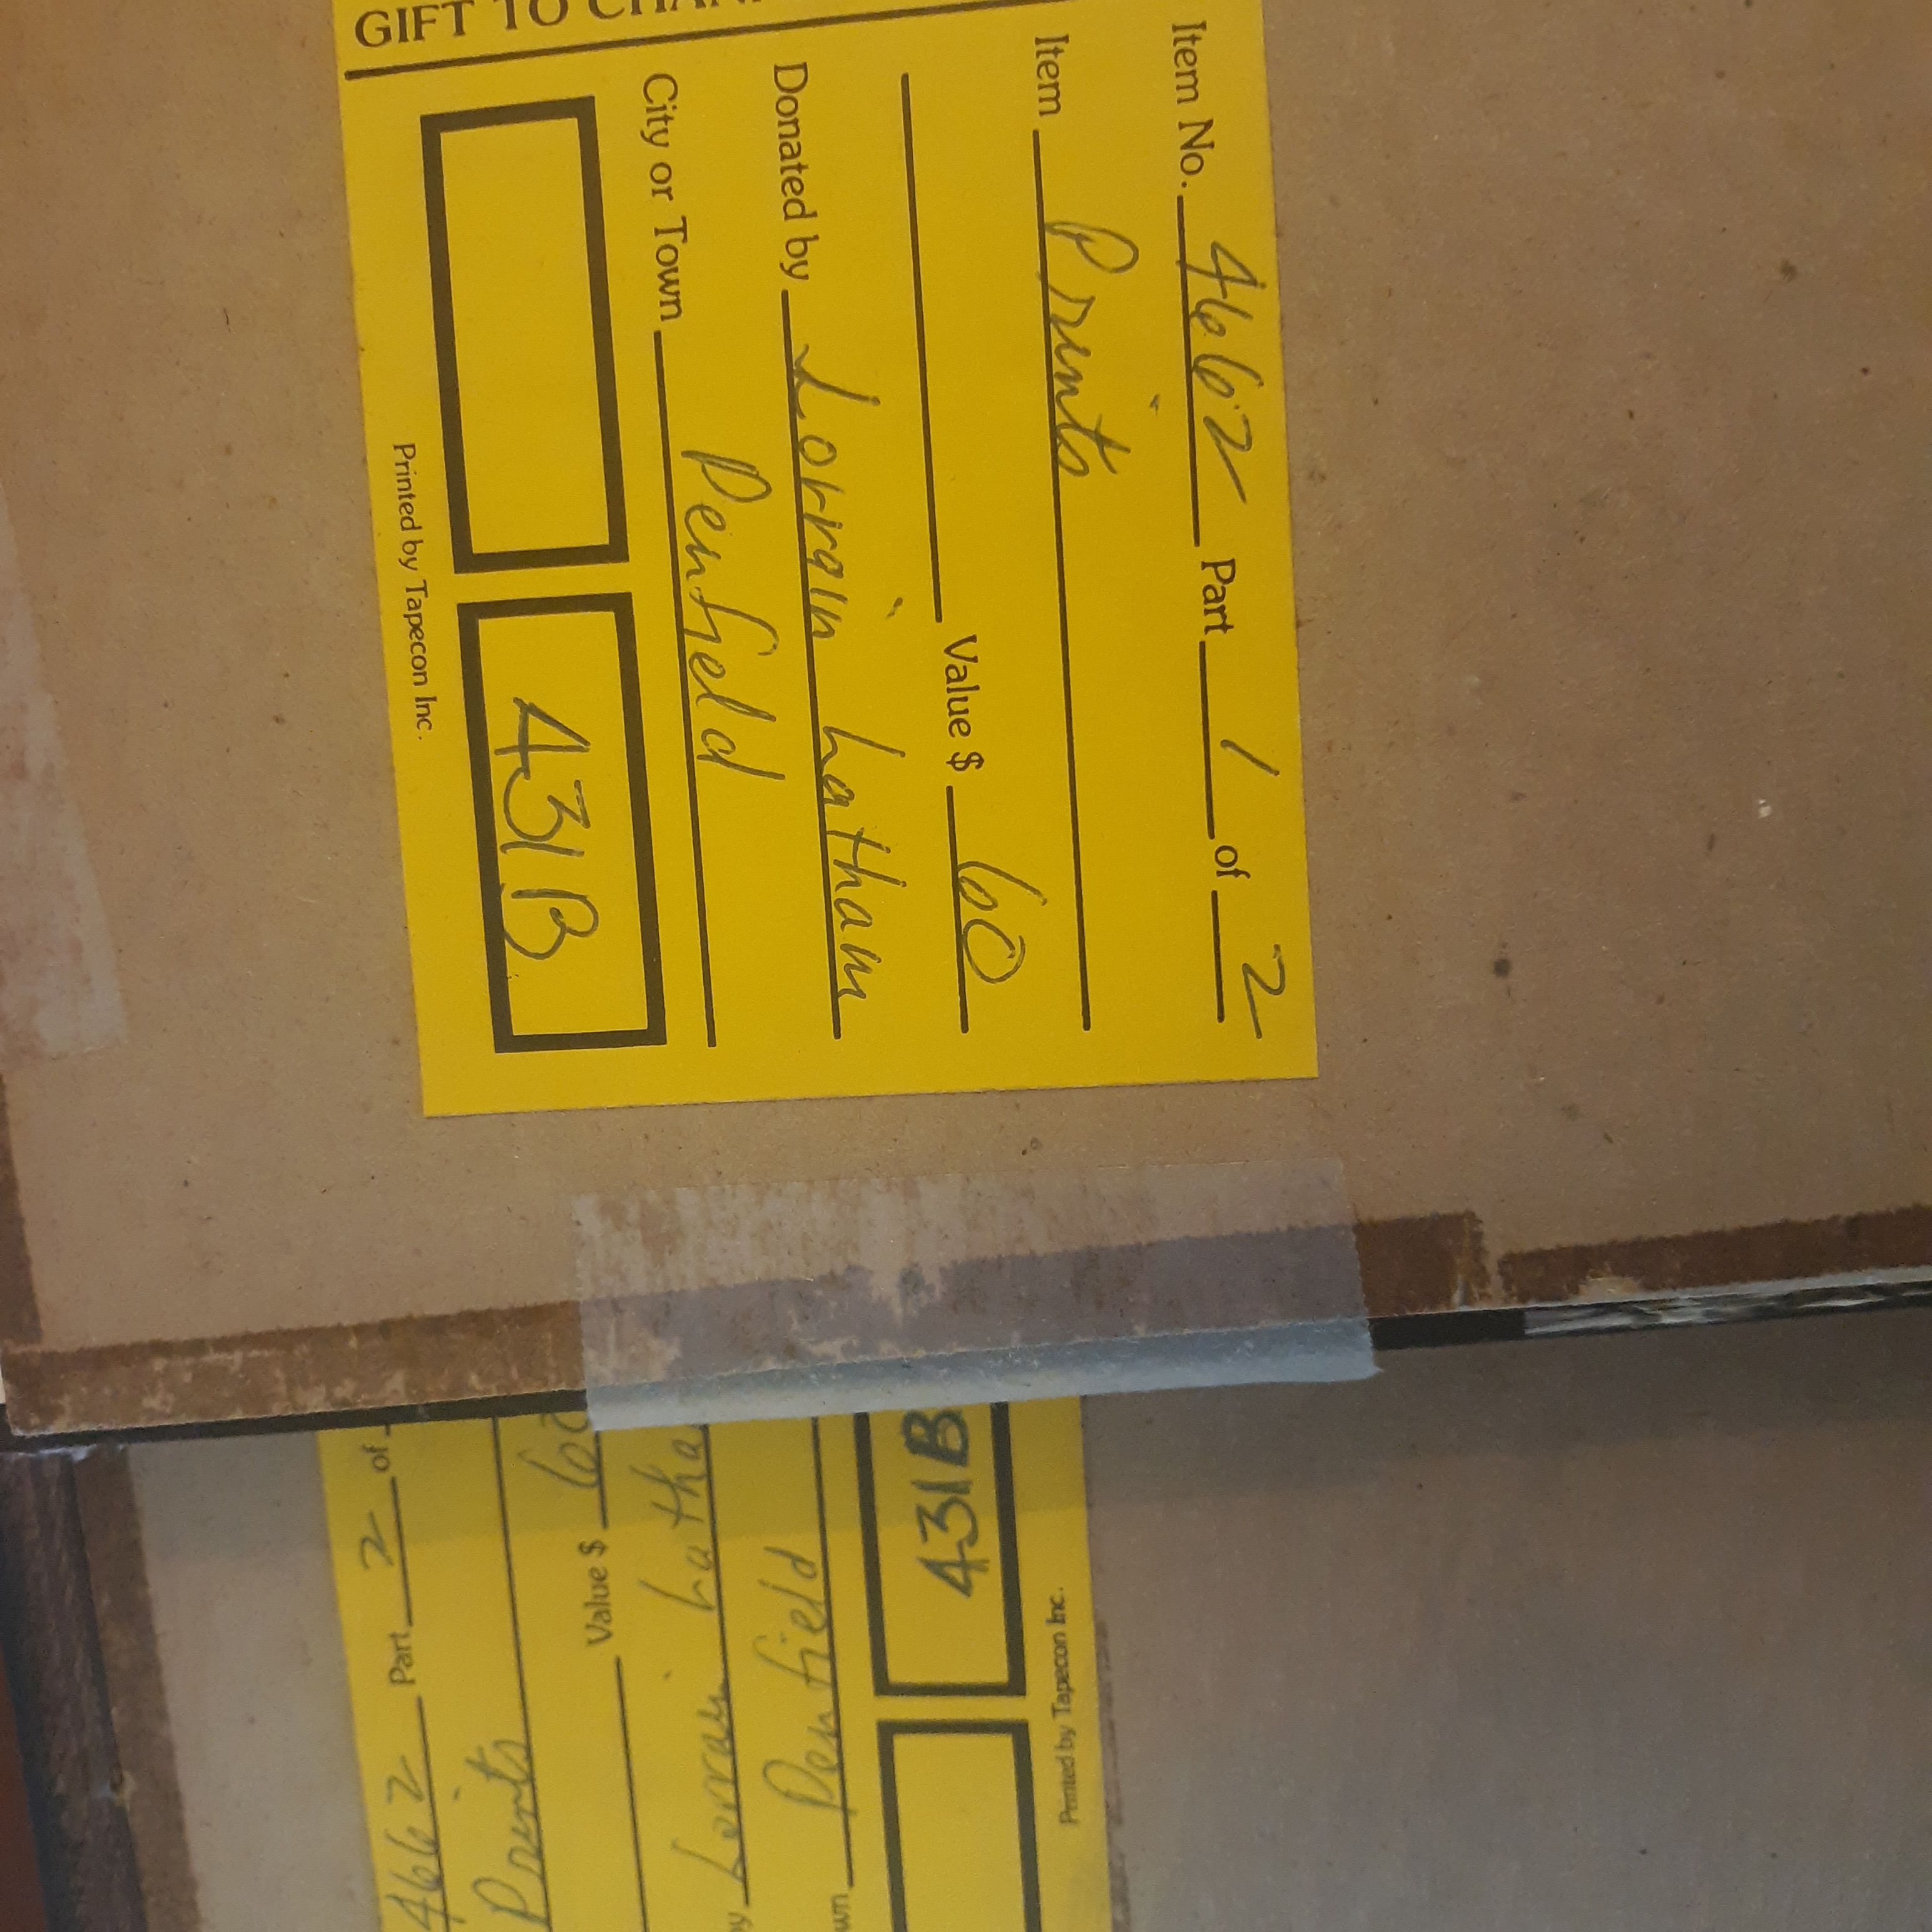 GIFT TO
Item No. 4662 Part 1 of 2
Item Prints
Value $ 60
Donated by Lorrain Latham
City or Town Penfield
431B
Printed by Tapecon Inc.
4662 Part 2 of
Prints
Value $ 60
Lorrain Latha
Penfield
431B
Printed by Tapecon Inc.